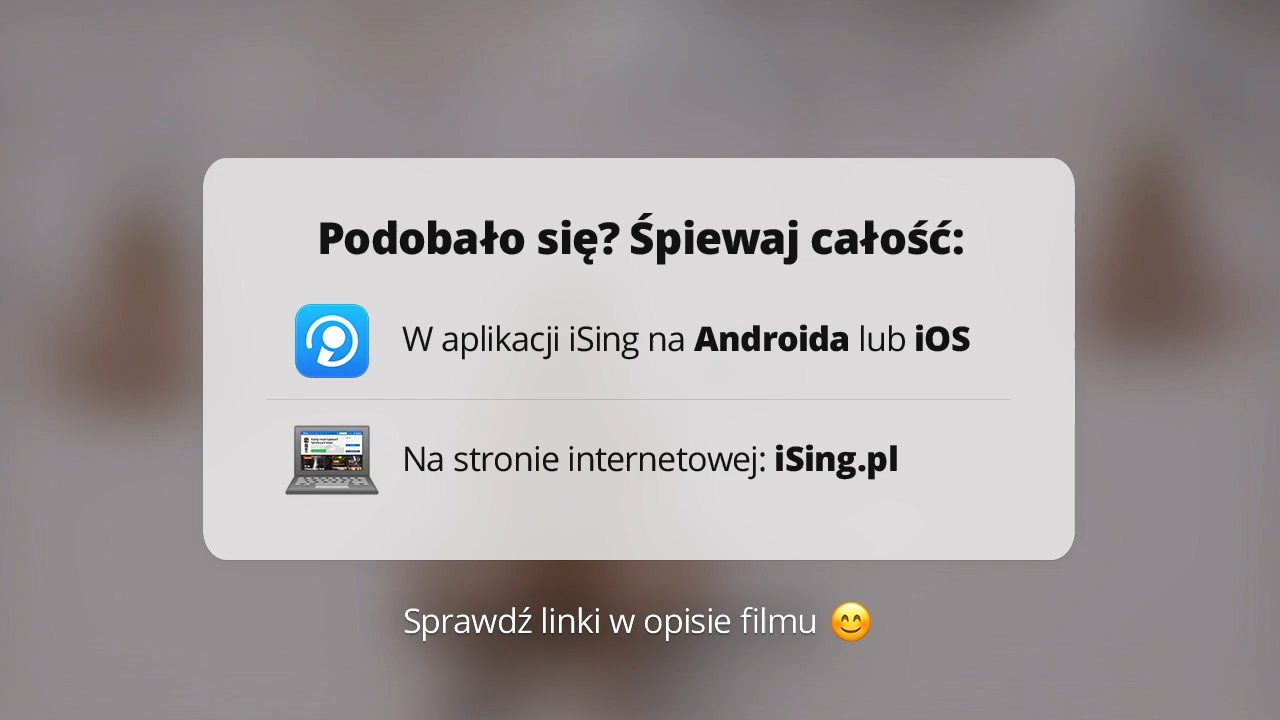 Podobało się? Śpiewaj całość:
W aplikacji iSing na Androida lub iOS
Na stronie internetowej: iSing.pl
Sprawdź linki w opisie filmu 😊